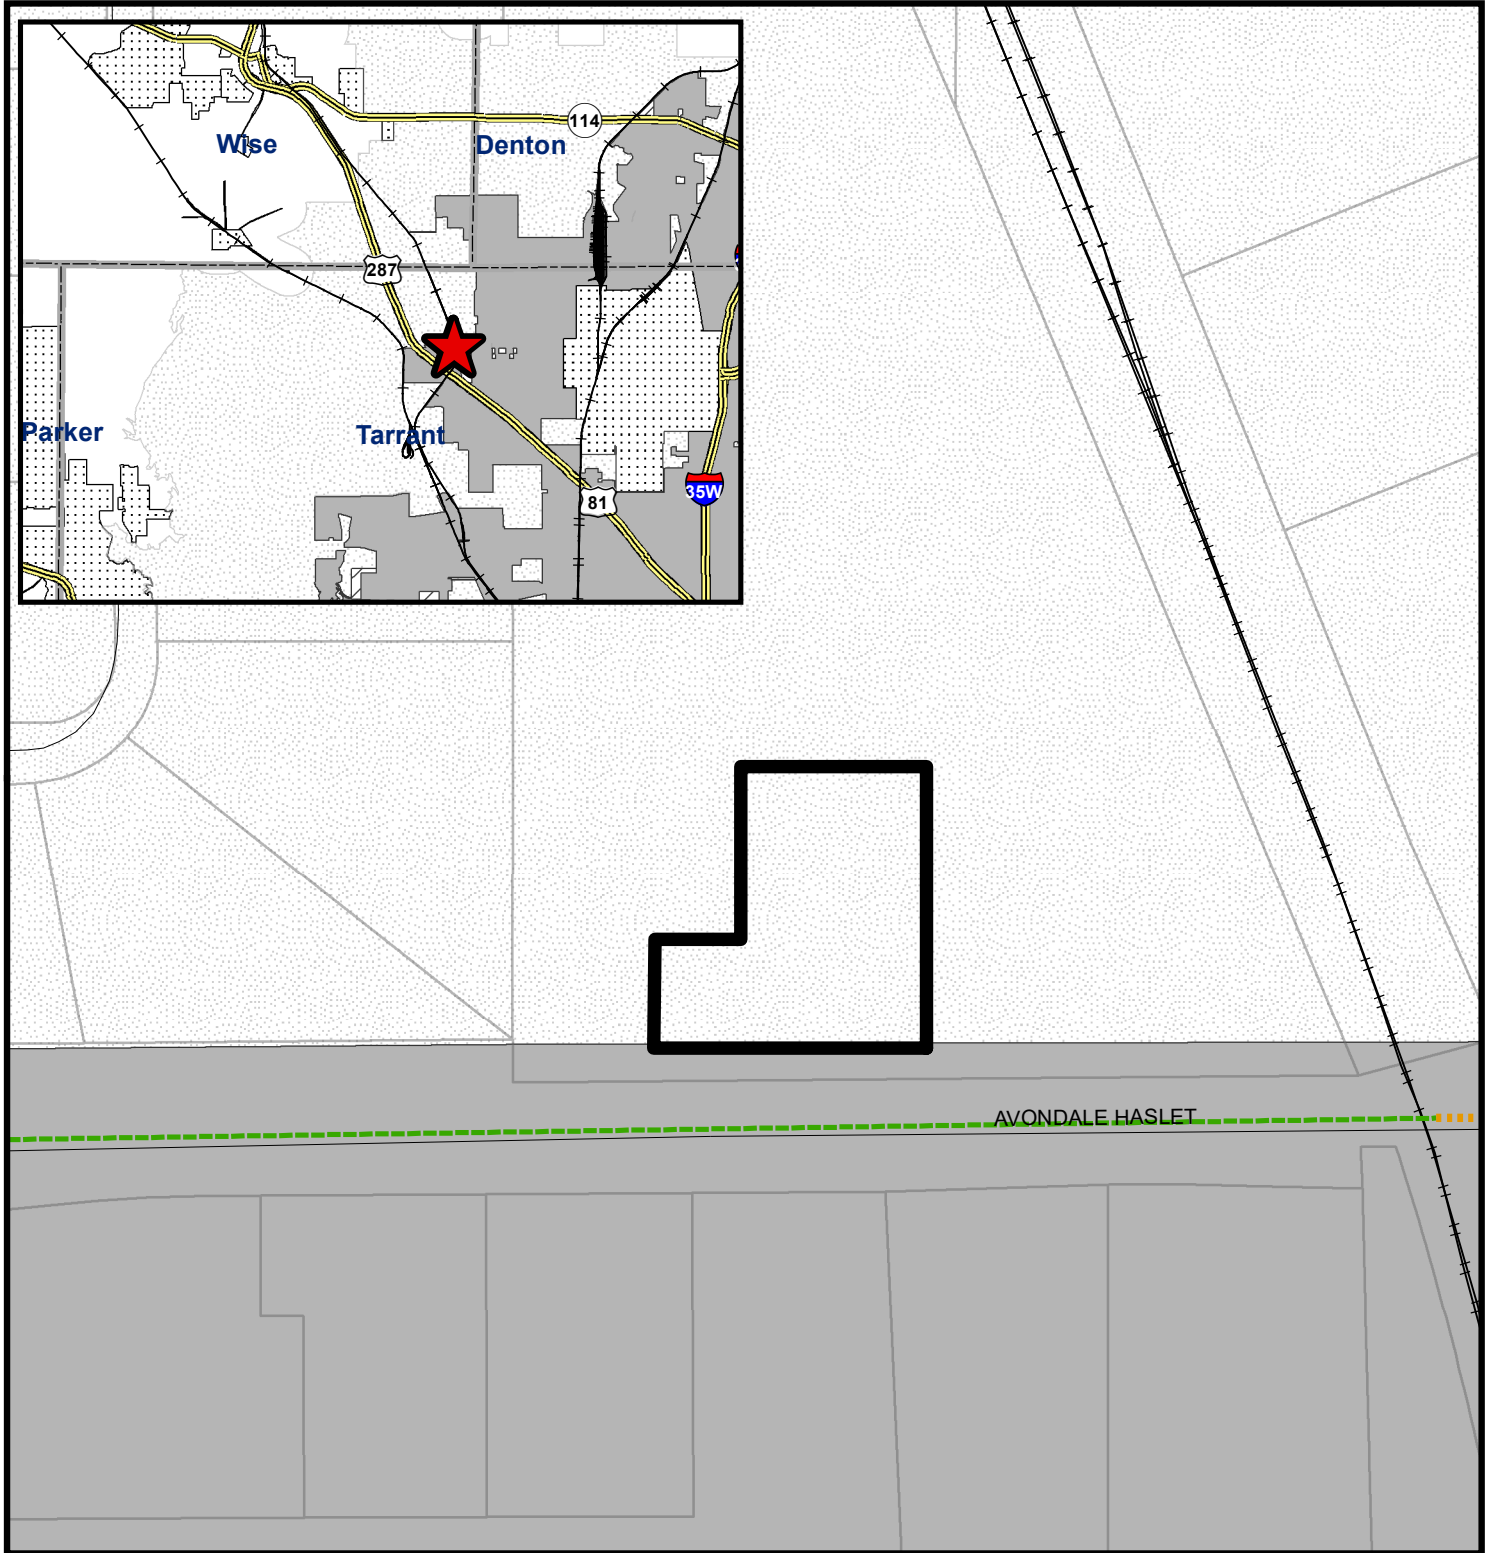 114
Wise
Denton
287
Parker
Tarrant
35W
81
AVONDALE HASLET